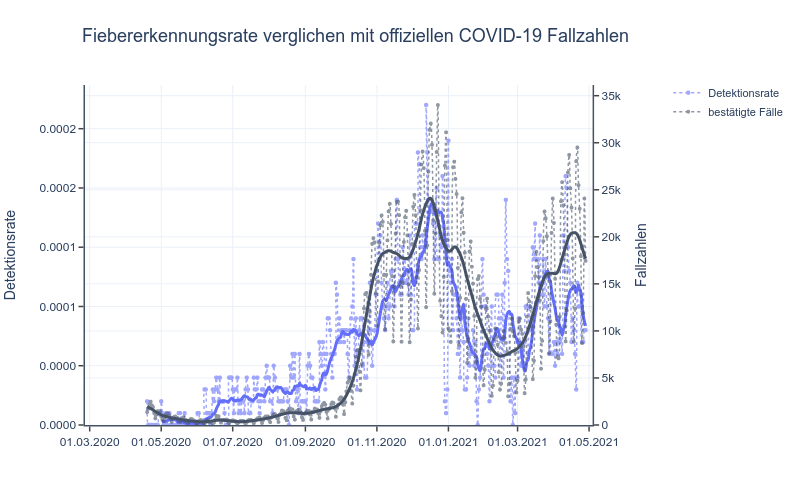 Fiebererkennungsrate verglichen mit offiziellen COVID-19 Fallzahlen
Detektionsrate
bestätigte Fälle
35k
30k
25k
20k
15k
10k
5k
0
0.0002
0.0002
0.0001
0.0001
0.0000
0.0000
Detektionsrate
Fallzahlen
01.03.2020 01.05.2020 01.07.2020 01.09.2020 01.11.2020 01.01.2021 01.03.2021 01.05.2021